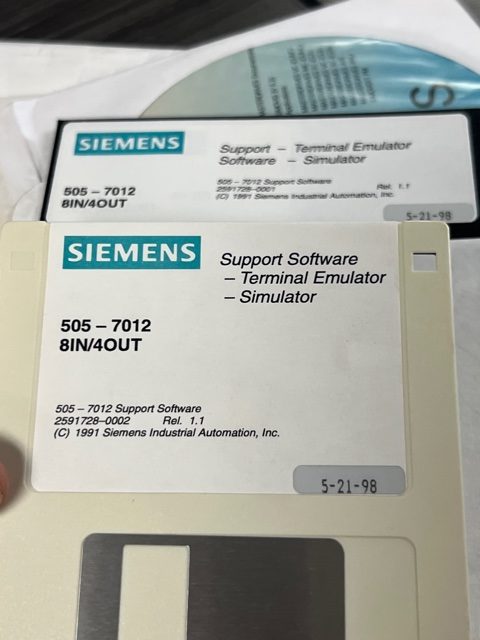 S
SIEMENS
Support – Terminal Emulator
Software – Simulator
505 – 7012
8IN/4OUT
505 – 7012 Support Software
2591728–0001 Rel. 1.1
(C) 1991 Siemens Industrial Automation, Inc.
5-21-98
SIEMENS
Support Software
– Terminal Emulator
– Simulator
505 – 7012
8IN/4OUT
505 – 7012 Support Software
2591728–0002 Rel. 1.1
(C) 1991 Siemens Industrial Automation, Inc.
5-21-98